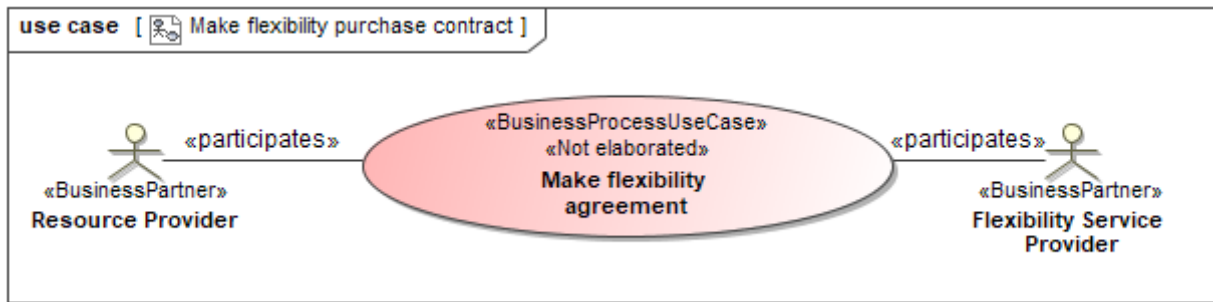 use case [ Make flexibility purchase contract ]
«BusinessProcessUseCase»
«participates»
«Not elaborated»
«participates»
«BusinessPartner»
Make flexibility
«BusinessPartner»
Resource Provider
agreement
Flexibility Service
Provider